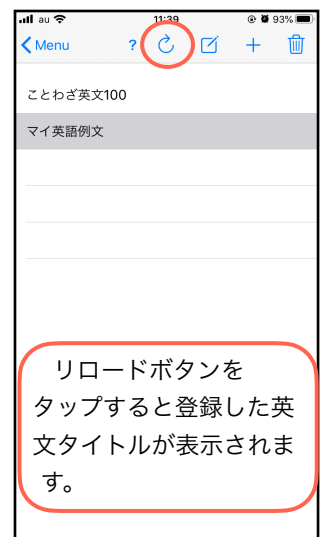 au 11:39 93%
Menu ?
ことわざ英文100
マイ英語例文
リロードボタンを
タップすると登録した英
文タイトルが表示されま
す。